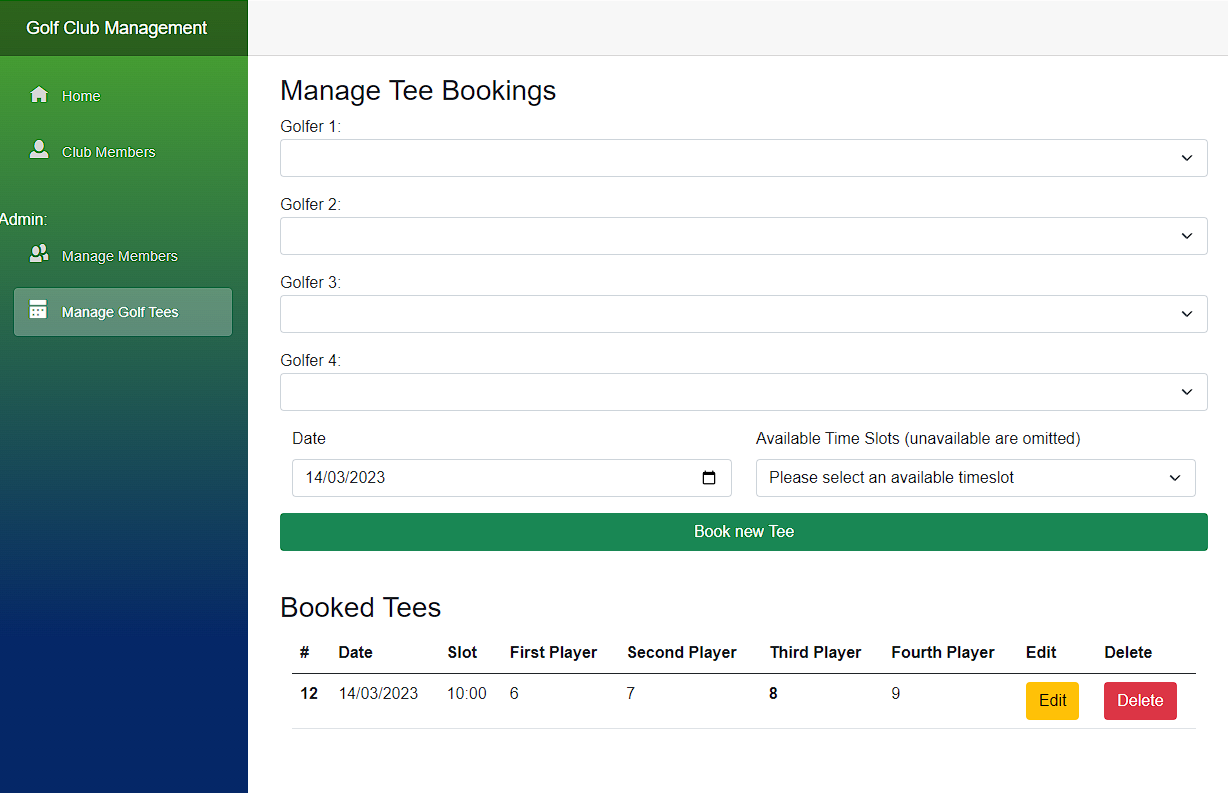 Golf Club Management
Home
Club Members
Admin:
Manage Members
Manage Golf Tees
Manage Tee Bookings
Golfer 1:
Golfer 2:
Golfer 3:
Golfer 4:
Date
Available Time Slots (unavailable are omitted)
14/03/2023
Please select an available timeslot
Book new Tee
Booked Tees
# Date Slot First Player Second Player Third Player Fourth Player Edit Delete
12 14/03/2023 10:00 6 7 8 9 Edit Delete